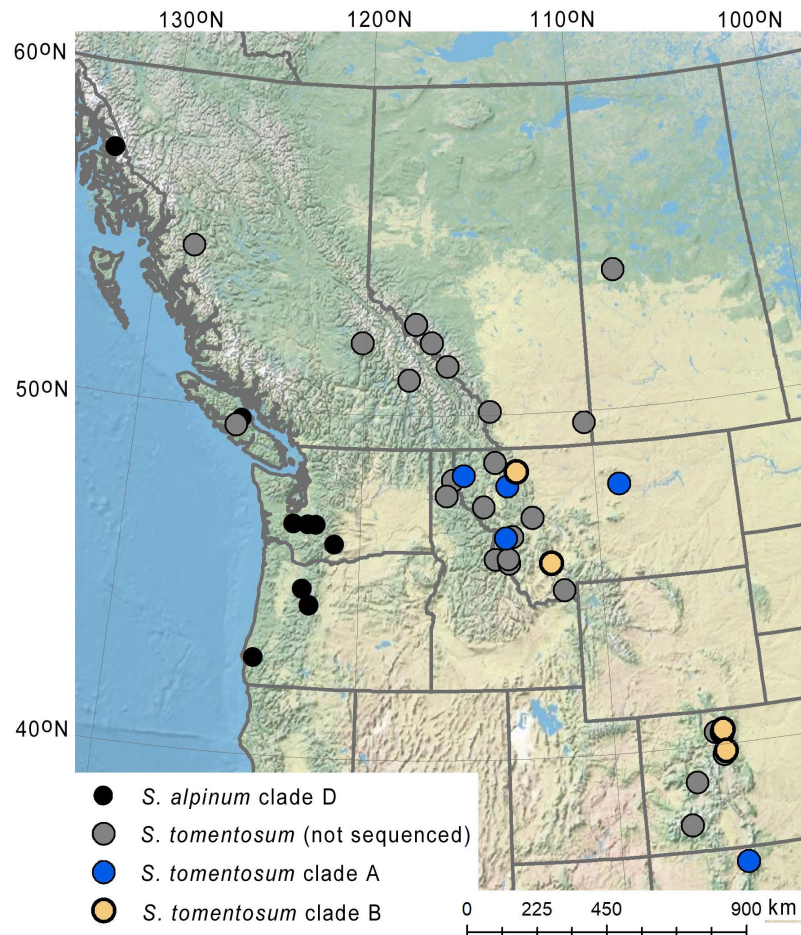 130ºN 120ºN 110ºN 100ºN
60ºN
50ºN
40ºN
S. alpinum clade D
S. tomentosum (not sequenced)
S. tomentosum clade A
S. tomentosum clade B
0 225 450 900 km